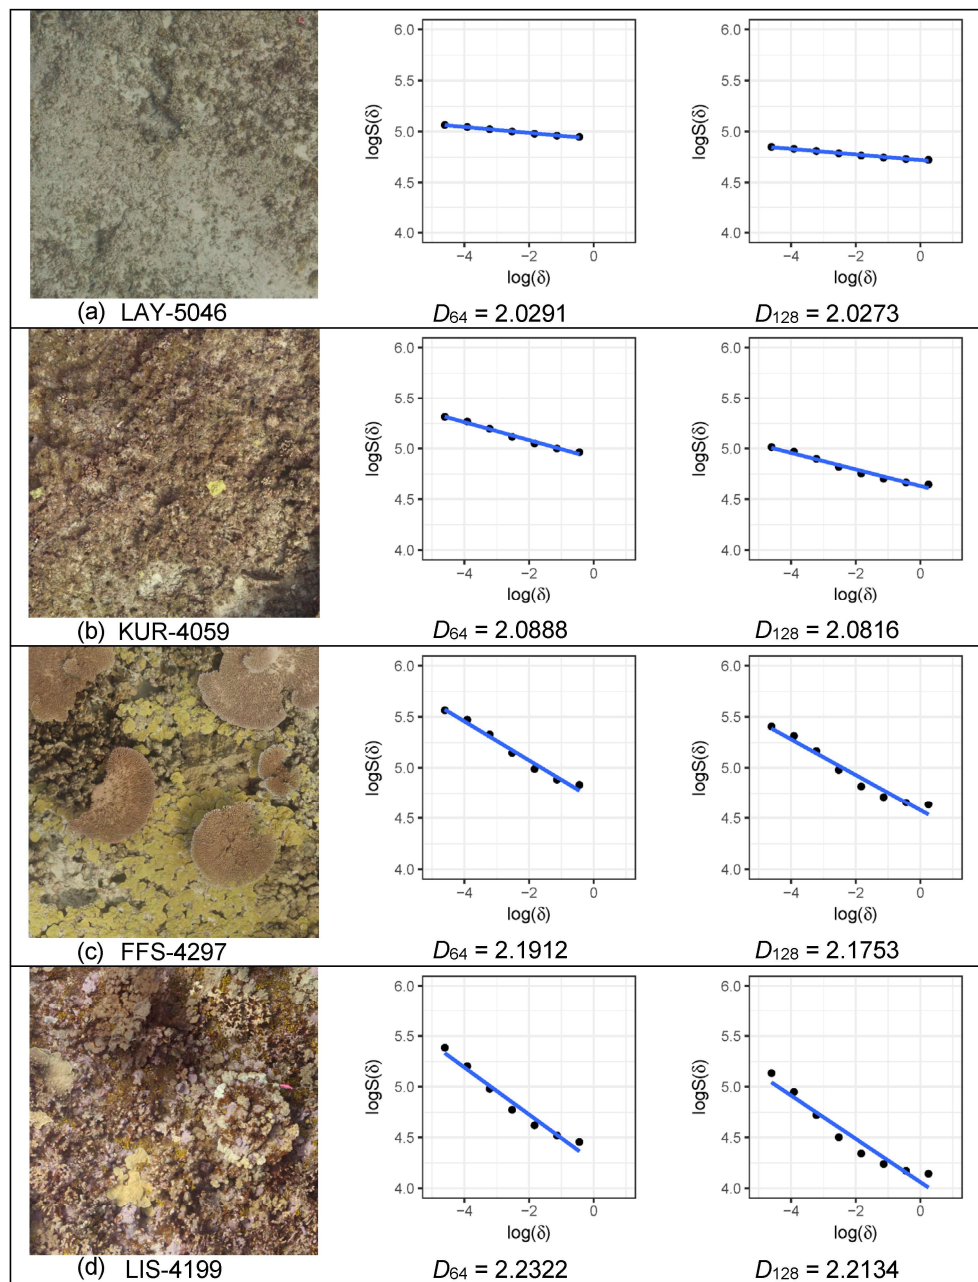 6.0
5.5
5.0
4.5
4.0
logS(δ)
−4 −2 0
log(δ)
6.0
5.5
5.0
4.5
4.0
logS(δ)
−4 −2 0
log(δ)
(a) LAY-5046
D64 = 2.0291
D128 = 2.0273
6.0
5.5
5.0
4.5
4.0
logS(δ)
−4 −2 0
log(δ)
6.0
5.5
5.0
4.5
4.0
logS(δ)
−4 −2 0
log(δ)
(b) KUR-4059
D64 = 2.0888
D128 = 2.0816
6.0
5.5
5.0
4.5
4.0
logS(δ)
−4 −2 0
log(δ)
6.0
5.5
5.0
4.5
4.0
logS(δ)
−4 −2 0
log(δ)
(c) FFS-4297
D64 = 2.1912
D128 = 2.1753
6.0
5.5
5.0
4.5
4.0
logS(δ)
−4 −2 0
log(δ)
6.0
5.5
5.0
4.5
4.0
logS(δ)
−4 −2 0
log(δ)
(d) LIS-4199
D64 = 2.2322
D128 = 2.2134